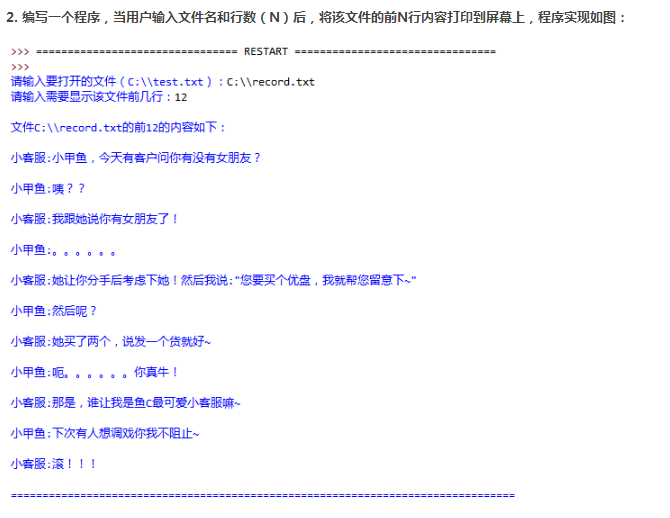 2. 编写一个程序，当用户输入文件名和行数（N）后，将该文件的前N行内容打印到屏幕上，程序实现如图：
>>> ================================ RESTART ================================
>>>
请输入要打开的文件（C:\\test.txt）：C:\\record.txt
请输入需要显示该文件前几行：12
文件C:\\record.txt的前12的内容如下：
小客服:小甲鱼，今天有客户问你有没有女朋友？
小甲鱼:咦？？
小客服:我跟她说你有女朋友了！
小甲鱼:。。。。。。
小客服:她让你分手后考虑下她！然后我说:"您要买个优盘，我就帮您留意下~"
小甲鱼:然后呢？
小客服:她买了两个，说发一个货就好~
小甲鱼:呃。。。。。。你真牛！
小客服:那是，谁让我是鱼C最可爱小客服嘛~
小甲鱼:下次有人想调戏你我不阻止~
小客服:滚！！！
================================================================================